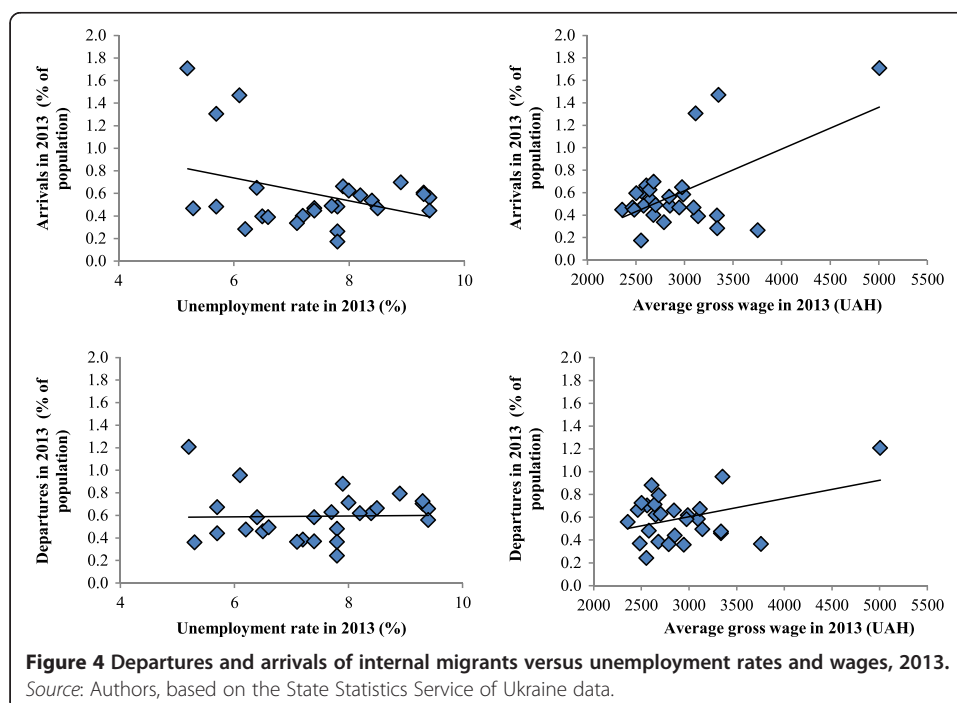 2.0
1.8
1.6
1.4
1.2
1.0
0.8
0.6
0.4
0.2
0.0
Arrivals in 2013 (% of
population)
4 6 8 10
Unemployment rate in 2013 (%)
2.0
1.8
1.6
1.4
1.2
1.0
0.8
0.6
0.4
0.2
0.0
Arrivals in 2013 (% of
population)
2000 2500 3000 3500 4000 4500 5000 5500
Average gross wage in 2013 (UAH)
2.0
1.8
1.6
1.4
1.2
1.0
0.8
0.6
0.4
0.2
0.0
Departures in 2013 (% of
population)
4 6 8 10
Unemployment rate in 2013 (%)
2.0
1.8
1.6
1.4
1.2
1.0
0.8
0.6
0.4
0.2
0.0
Departures in 2013 (% of
population)
2000 2500 3000 3500 4000 4500 5000 5500
Average gross wage in 2013 (UAH)
Figure 4 Departures and arrivals of internal migrants versus unemployment rates and wages, 2013.
Source: Authors, based on the State Statistics Service of Ukraine data.